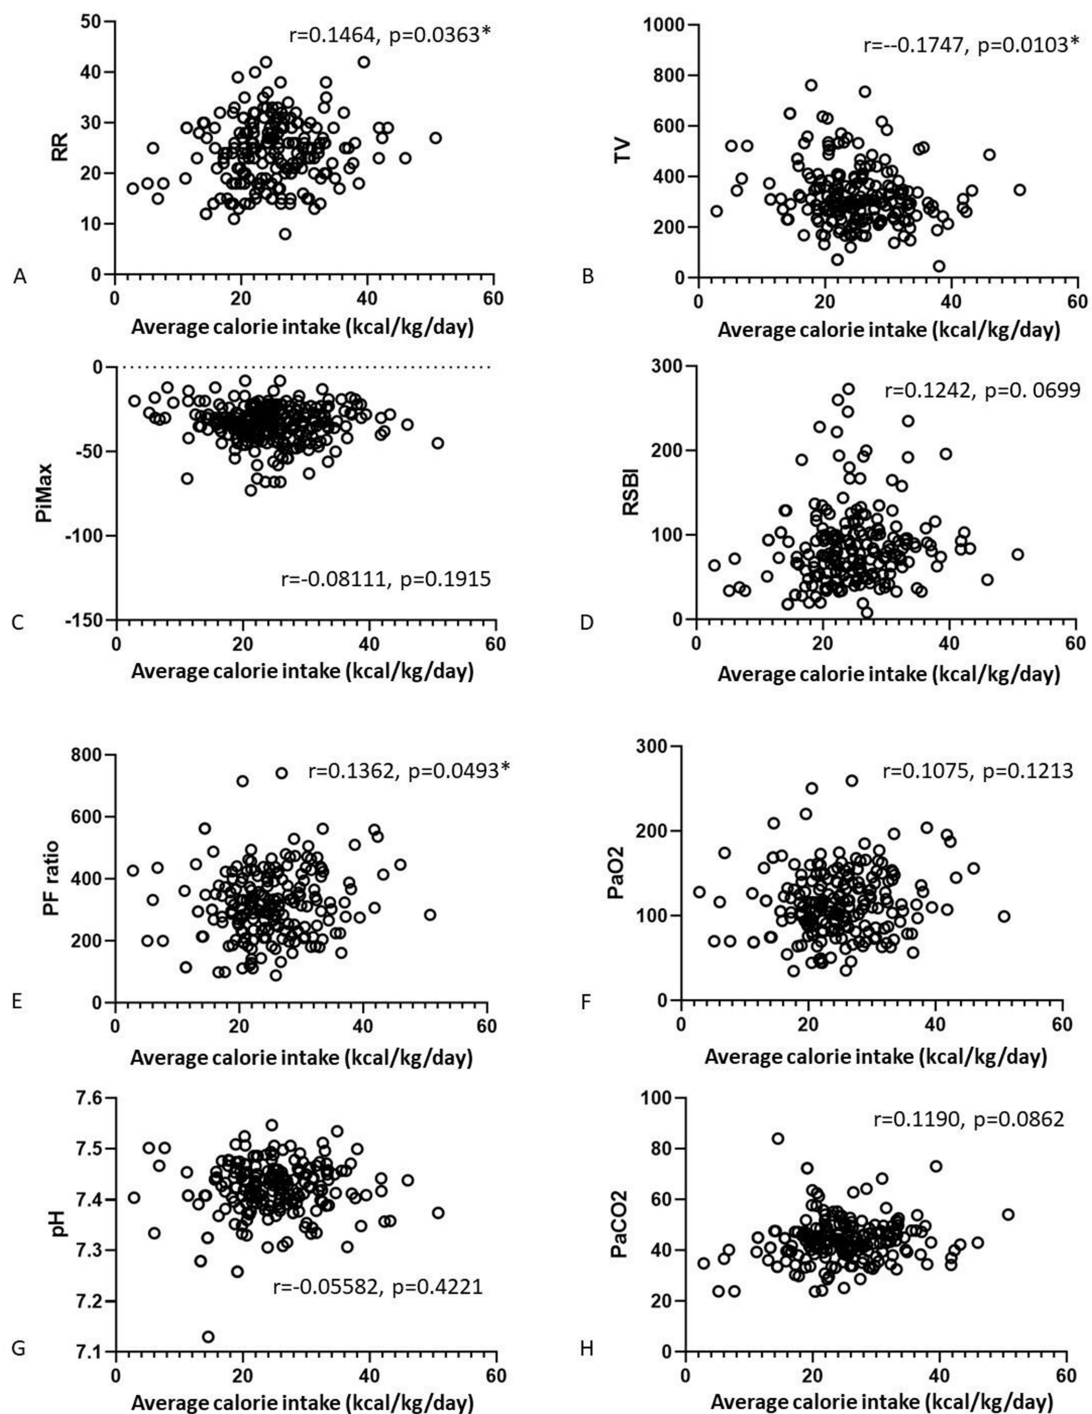 50
40
30
20
10
0
RR
r=0.1464, p=0.0363*
A
0 20 40 60
Average calorie intake (kcal/kg/day)
1000
800
600
400
200
0
TV
r=--0.1747, p=0.0103*
B
0 20 40 60
Average calorie intake (kcal/kg/day)
0
-50
-100
-150
PiMax
r=-0.08111, p=0.1915
C
0 20 40 60
Average calorie intake (kcal/kg/day)
300
200
100
0
RSBI
r=0.1242, p=0. 0699
D
0 20 40 60
Average calorie intake (kcal/kg/day)
800
600
400
200
0
PF ratio
r=0.1362, p=0.0493*
E
0 20 40 60
Average calorie intake (kcal/kg/day)
300
200
100
0
PaO2
r=0.1075, p=0.1213
F
0 20 40 60
Average calorie intake (kcal/kg/day)
7.6
7.5
7.4
7.3
7.2
7.1
pH
r=-0.05582, p=0.4221
G
0 20 40 60
Average calorie intake (kcal/kg/day)
100
80
60
40
20
0
PaCO2
r=0.1190, p=0.0862
H
0 20 40 60
Average calorie intake (kcal/kg/day)